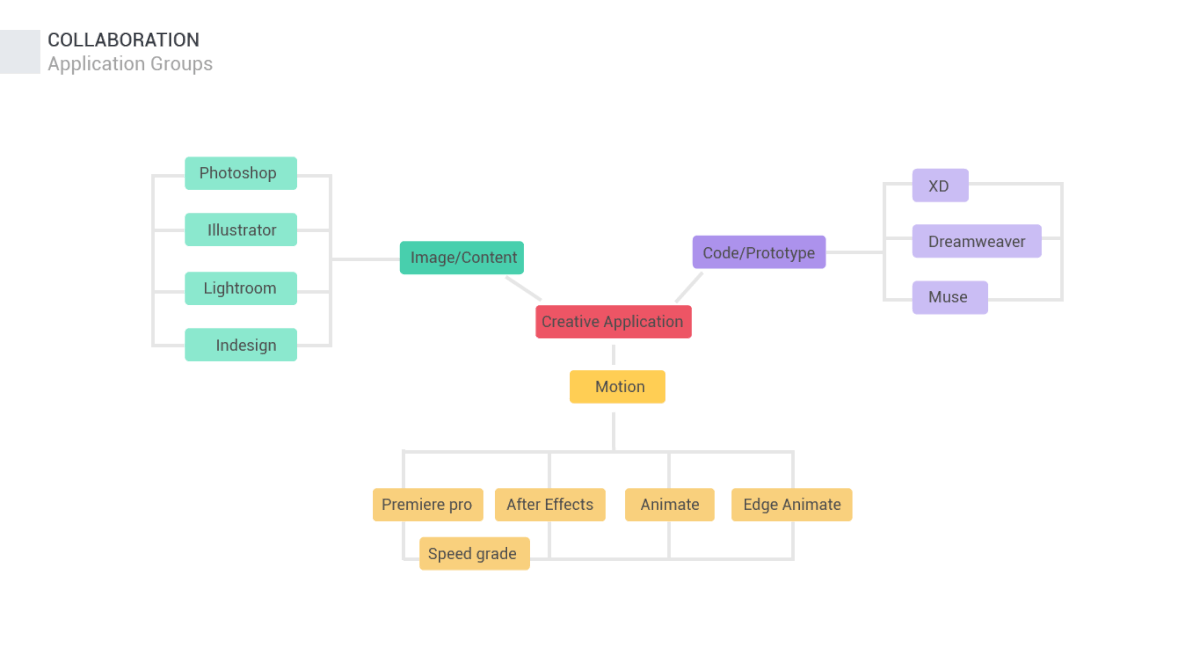 COLLABORATION
Application Groups
Photoshop
Illustrator
Lightroom
Indesign
Image/Content
Code/Prototype
XD
Dreamweaver
Muse
Creative Application
Motion
Premiere pro
After Effects
Animate
Edge Animate
Speed grade